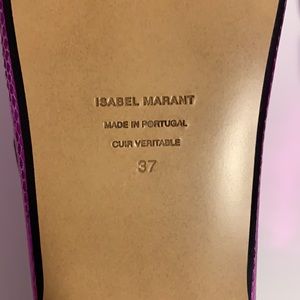 ISABEL MARANT
MADE IN PORTUGAL
CUIR VERITABLE
37